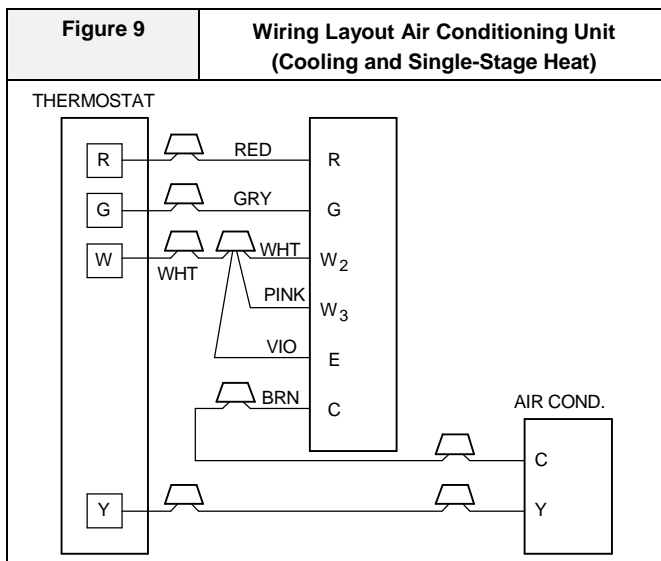 Figure 9
Wiring Layout Air Conditioning Unit
(Cooling and Single-Stage Heat)
THERMOSTAT
R RED R
G GRY G
W WHT WHT W2
PINK W3
VIO E
BRN C
AIR COND.
C
Y Y